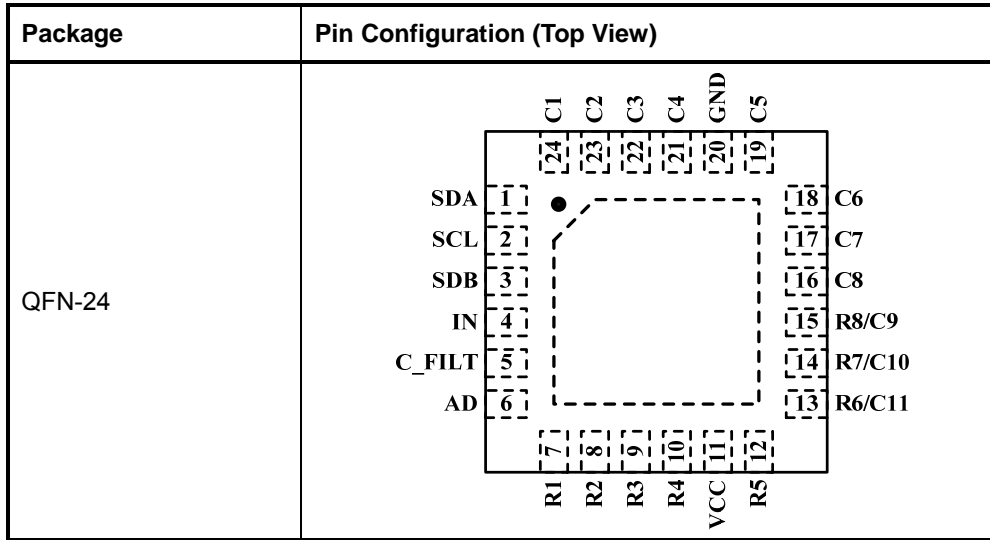 Package
Pin Configuration (Top View)
QFN-24
C1 C2 C3 C4 GND C5
24 23 22 21 20 19
SDA 1
SCL 2
SDB 3
IN 4
C_FILT 5
AD 6
18 C6
17 C7
16 C8
15 R8/C9
14 R7/C10
13 R6/C11
7 8 9 10 11 12
R1 R2 R3 R4 VCC R5